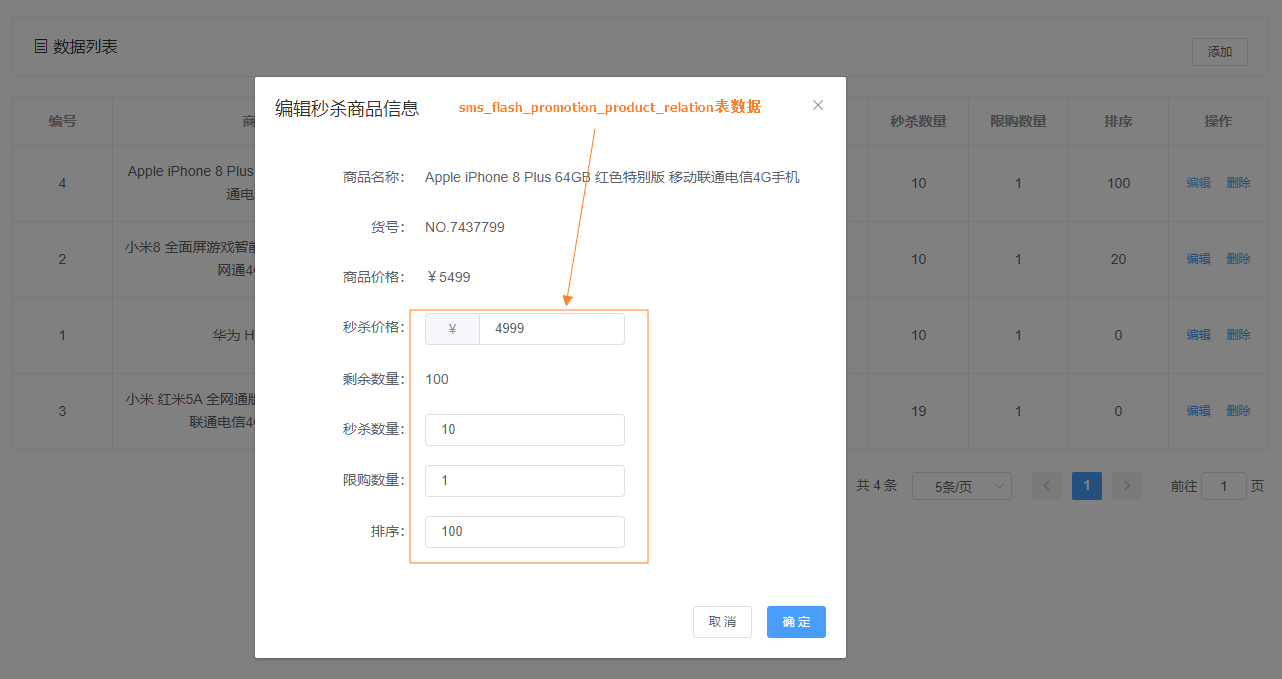 数据列表
添加
编号
商
秒杀数量
限购数量
排序
操作
4
Apple iPhone 8 Plus
通电
10
1
100
编辑
删除
2
小米8 全面屏游戏智能
网通4G
10
1
20
编辑
删除
1
华为 H
10
1
0
编辑
删除
3
小米 红米5A 全网通版
联通电信4G
19
1
0
编辑
删除
共 4 条
5条/页
1
前往
1
页
编辑秒杀商品信息
sms_flash_promotion_product_relation表数据
商品名称：
Apple iPhone 8 Plus 64GB 红色特别版 移动联通电信4G手机
货号：
NO.7437799
商品价格：
￥5499
秒杀价格：
￥
4999
剩余数量：
100
秒杀数量：
10
限购数量：
1
排序：
100
取 消
确 定